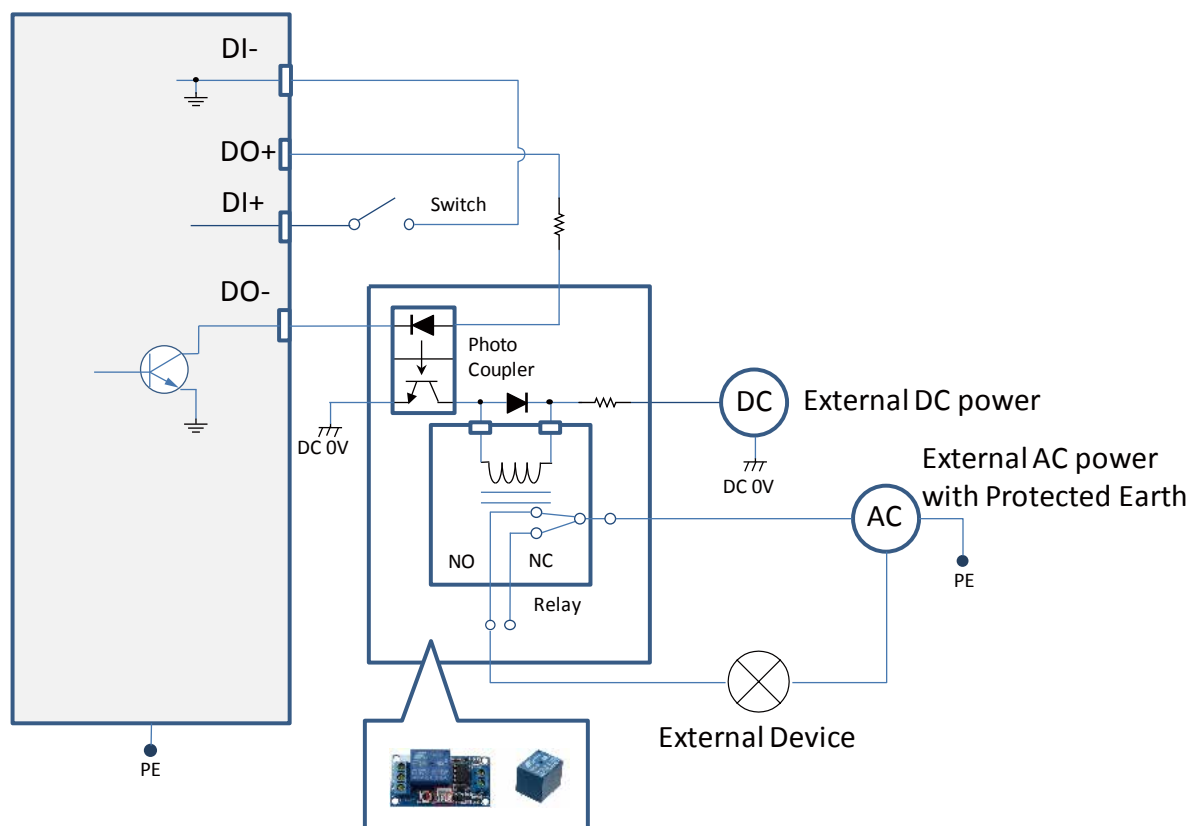 DI-
DO+
DI+
Switch
DO-
Photo
Coupler
DC 0V
DC
External DC power
DC 0V
External AC power
with Protected Earth
AC
PE
NO
NC
Relay
External Device
PE